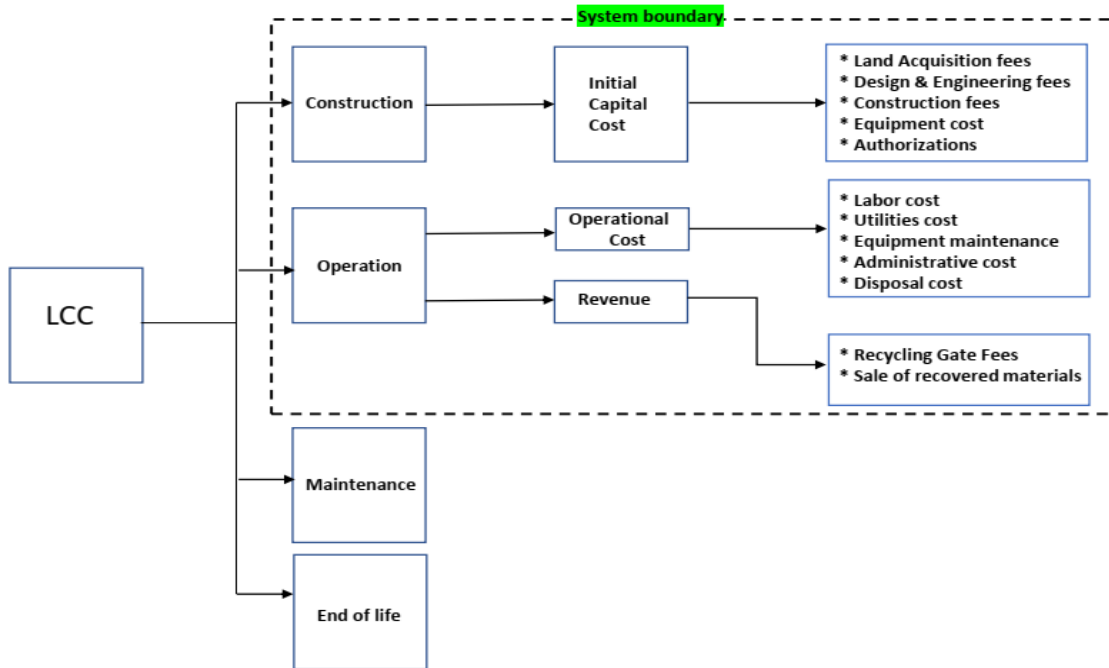 System boundary
Construction
Initial
Capital
Cost
* Land Acquisition fees
* Design & Engineering fees
* Construction fees
* Equipment cost
* Authorizations
LCC
Operation
Operational
Cost
* Labor cost
* Utilities cost
* Equipment maintenance
* Administrative cost
* Disposal cost
Revenue
* Recycling Gate Fees
* Sale of recovered materials
Maintenance
End of life